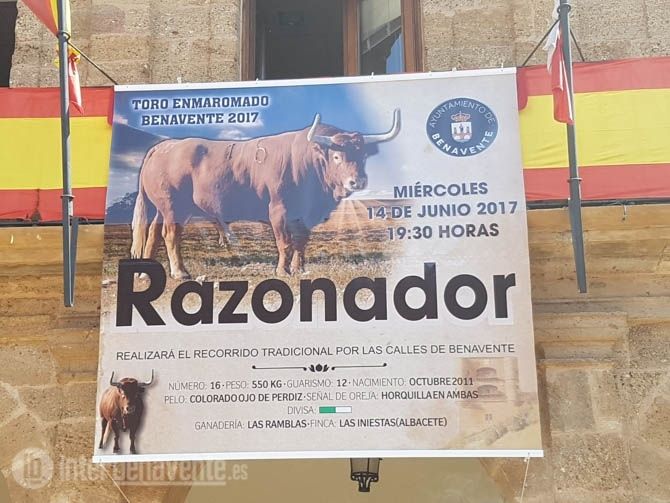 TORO ENMAROMADO
BENAVENTE 2017
AYUNTAMIENTO DE
BENAVENTE
MIÉRCOLES
14 DE JUNIO 2017
19:30 HORAS
Razonador
REALIZARÁ EL RECORRIDO TRADICIONAL POR LAS CALLES DE BENAVENTE
NÚMERO: 16 · PESO: 550 KG · GUARISMO: 12 · NACIMIENTO: OCTUBRE 2011
PELO: COLORADO OJO DE PERDIZ · SEÑAL DE OREJA: HORQUILLA EN AMBAS
DIVISA:
GANADERÍA: LAS RAMBLAS · FINCA: LAS INIESTAS(ALBACETE)
interbenavente.es